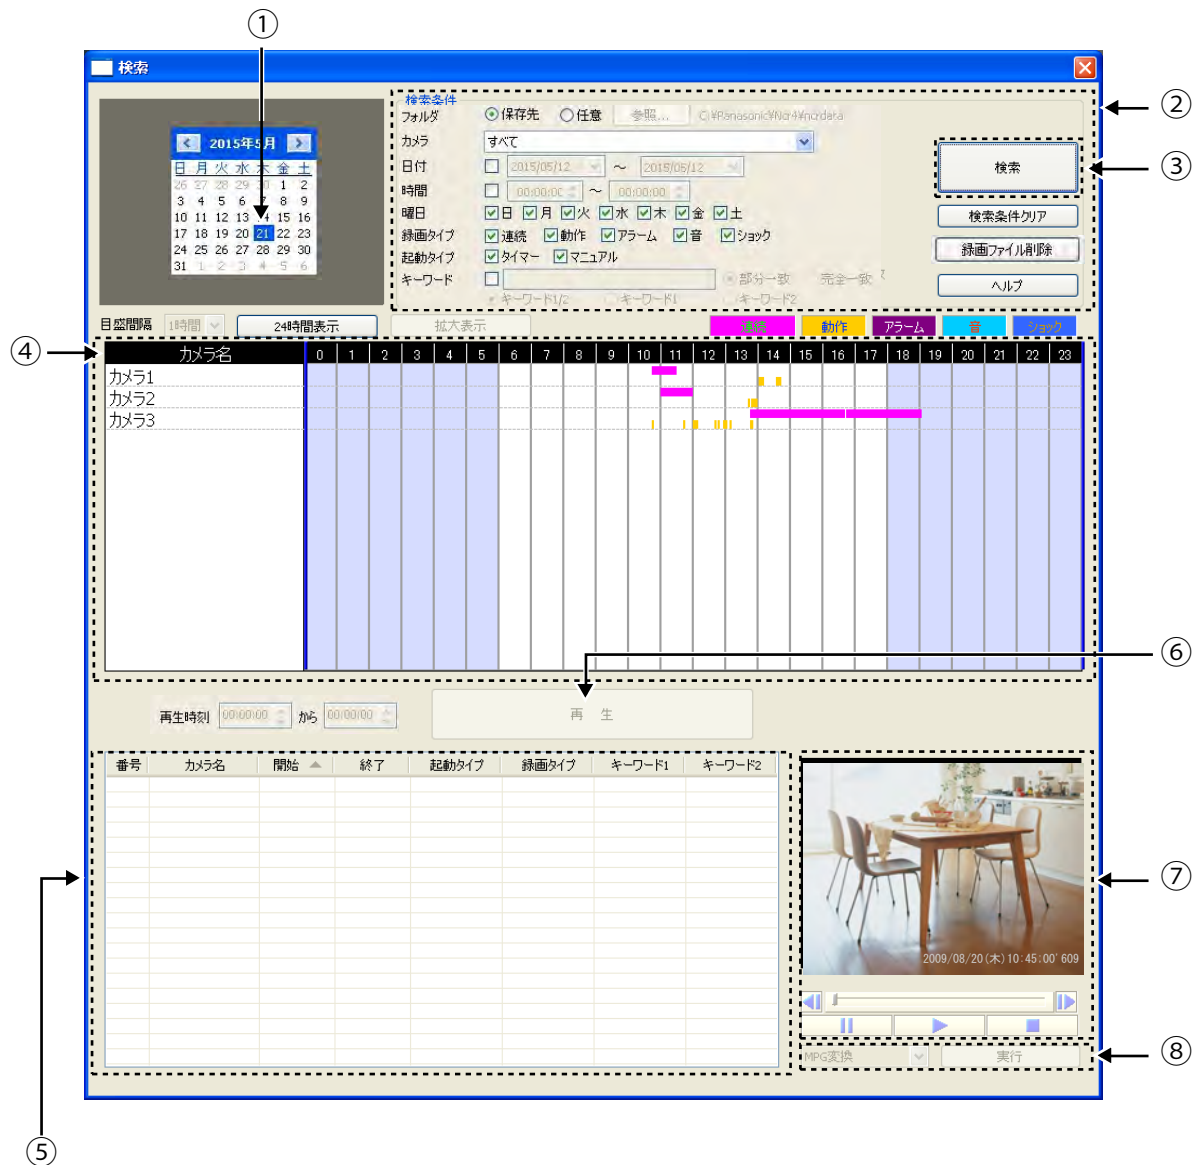 ①
検索
②
検索条件
フォルダ 保存先 任意 参照... C:¥Panasonic¥Ncr4¥ncrdata
カメラ すべて
日付 2015/05/12 ～ 2015/05/12
時間 00:00:00 ～ 00:00:00
曜日 日 月 火 水 木 金 土
録画タイプ 連続 動作 アラーム 音 ショック
起動タイプ タイマー マニュアル
キーワード 部分一致 完全一致
キーワード1/2 キーワード1 キーワード2
③
検索
検索条件クリア
録画ファイル削除
ヘルプ
2015年5月
日 月 火 水 木 金 土
26 27 28 29 30 1 2
3 4 5 6 7 8 9
10 11 12 13 14 15 16
17 18 19 20 21 22 23
24 25 26 27 28 29 30
31 1 2 3 4 5 6
目盛間隔 1時間 24時間表示 拡大表示 連続 動作 アラーム 音 ショック
④
カメラ名 0 1 2 3 4 5 6 7 8 9 10 11 12 13 14 15 16 17 18 19 20 21 22 23
カメラ1
カメラ2
カメラ3
⑥
再生時刻 00:00:00 から 00:00:00 再 生
番号 カメラ名 開始 終了 起動タイプ 録画タイプ キーワード1 キーワード2
⑤
2009/08/20(木)10:45:00'609
⑦
MPG変換 実行
⑧